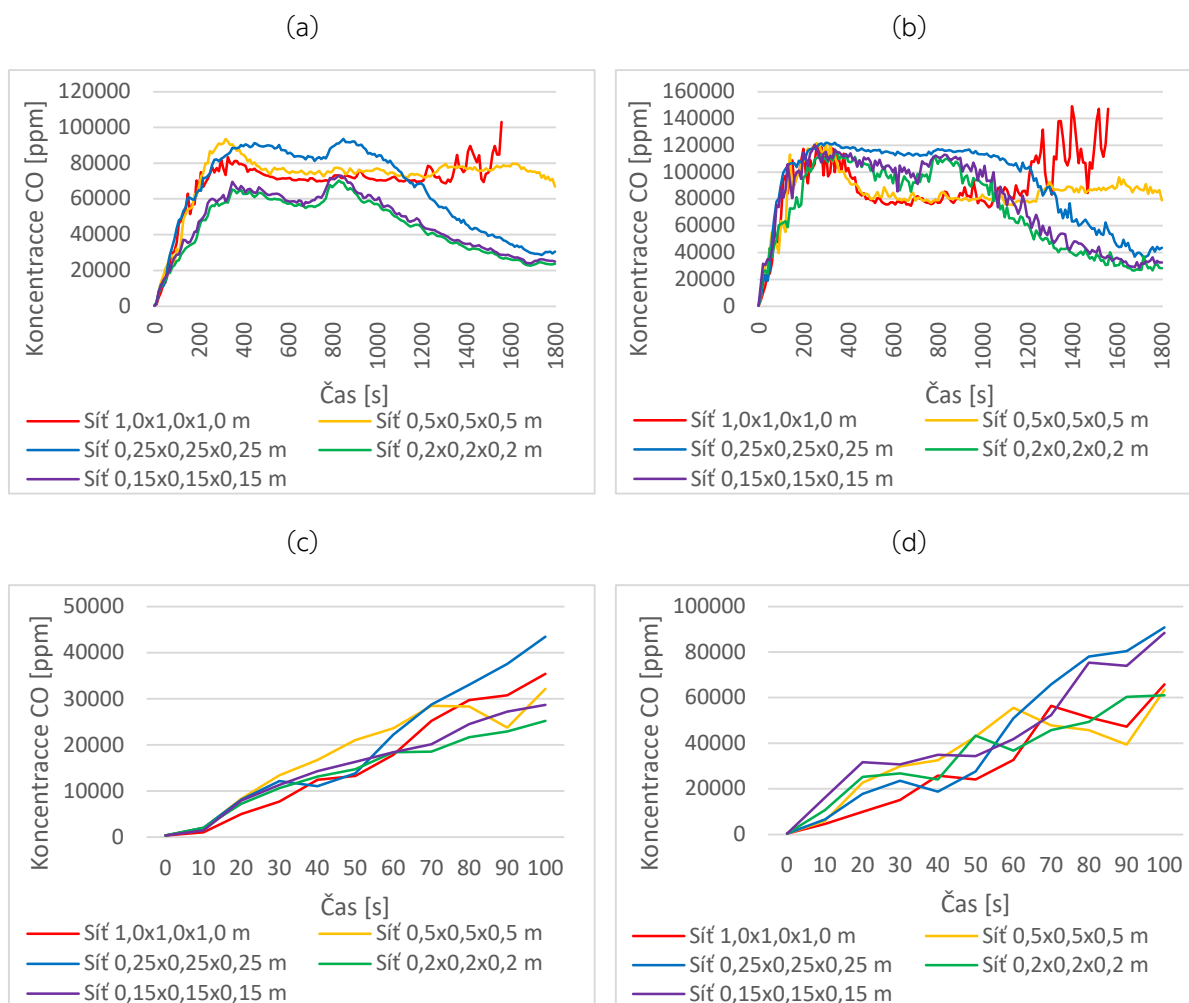 (a)
Koncentracce CO [ppm]
120000
100000
80000
60000
40000
20000
0
0 200 400 600 800 1000 1200 1400 1600 1800
Čas [s]
Síť 1,0x1,0x1,0 m Síť 0,5x0,5x0,5 m
Síť 0,25x0,25x0,25 m Síť 0,2x0,2x0,2 m
Síť 0,15x0,15x0,15 m
(b)
Koncentracce CO [ppm]
160000
140000
120000
100000
80000
60000
40000
20000
0
0 200 400 600 800 1000 1200 1400 1600 1800
Čas [s]
Síť 1,0x1,0x1,0 m Síť 0,5x0,5x0,5 m
Síť 0,25x0,25x0,25 m Síť 0,2x0,2x0,2 m
Síť 0,15x0,15x0,15 m
(c)
Koncentracce CO [ppm]
50000
40000
30000
20000
10000
0
0 10 20 30 40 50 60 70 80 90 100
Čas [s]
Síť 1,0x1,0x1,0 m Síť 0,5x0,5x0,5 m
Síť 0,25x0,25x0,25 m Síť 0,2x0,2x0,2 m
Síť 0,15x0,15x0,15 m
(d)
Koncentracce CO [ppm]
100000
80000
60000
40000
20000
0
0 10 20 30 40 50 60 70 80 90 100
Čas [s]
Síť 1,0x1,0x1,0 m Síť 0,5x0,5x0,5 m
Síť 0,25x0,25x0,25 m Síť 0,2x0,2x0,2 m
Síť 0,15x0,15x0,15 m